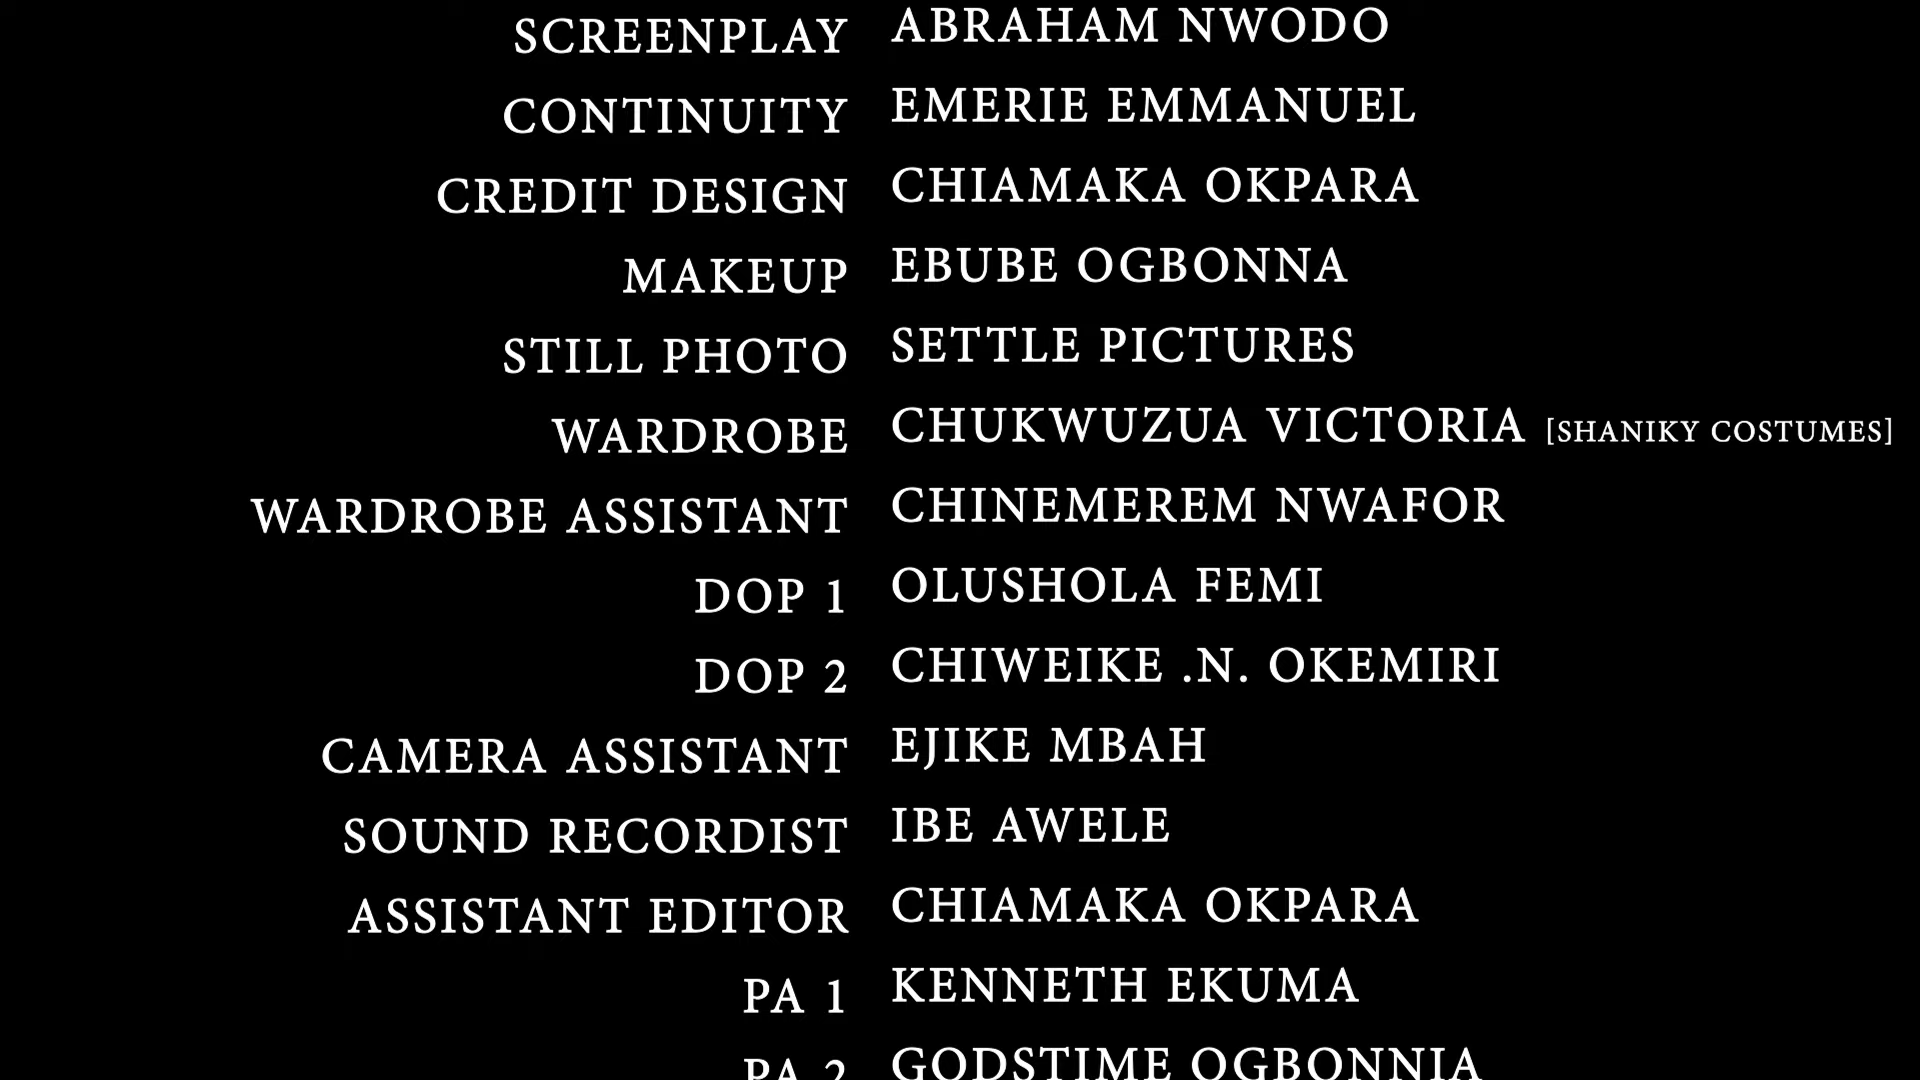 SCREENPLAY ABRAHAM NWODO
CONTINUITY EMERIE EMMANUEL
CREDIT DESIGN CHIAMAKA OKPARA
MAKEUP EBUBE OGBONNA
STILL PHOTO SETTLE PICTURES
WARDROBE CHUKWUZUA VICTORIA [SHANIKY COSTUMES]
WARDROBE ASSISTANT CHINEMEREM NWAFOR
DOP 1 OLUSHOLA FEMI
DOP 2 CHIWEIKE .N. OKEMIRI
CAMERA ASSISTANT EJIKE MBAH
SOUND RECORDIST IBE AWELE
ASSISTANT EDITOR CHIAMAKA OKPARA
PA 1 KENNETH EKUMA
PA 2 GODSTIME OGBONNIA